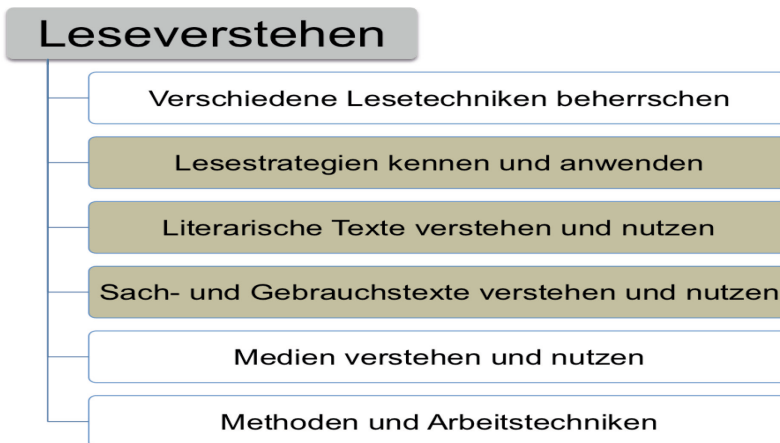 Leseverstehen
Verschiedene Lesetechniken beherrschen
Lesestrategien kennen und anwenden
Literarische Texte verstehen und nutzen
Sach- und Gebrauchstexte verstehen und nutzen
Medien verstehen und nutzen
Methoden und Arbeitstechniken